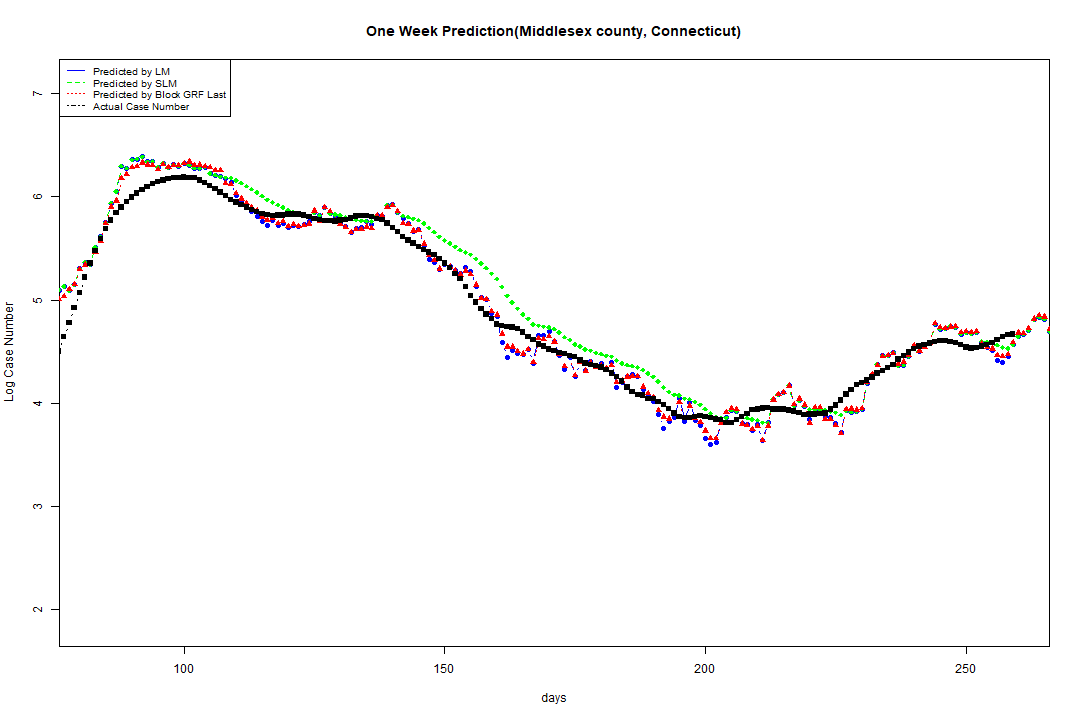 One Week Prediction(Middlesex county, Connecticut)
Predicted by LM
Predicted by SLM
Predicted by Block GRF Last
Actual Case Number
7
6
5
4
3
2
Log Case Number
100 150 200 250
days